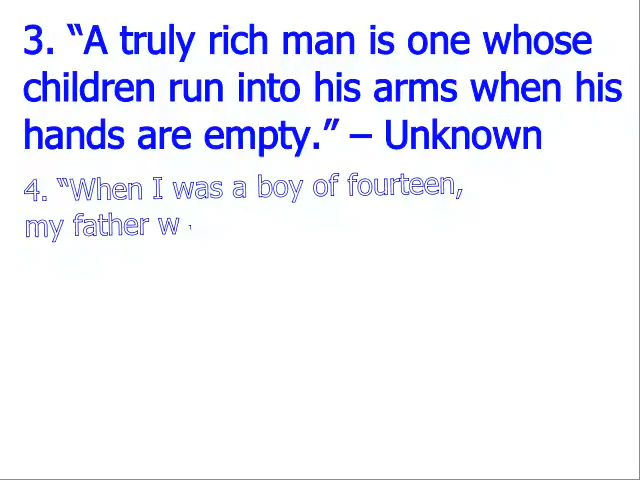 3. “A truly rich man is one whose
children run into his arms when his
hands are empty.” – Unknown
4. “When I was a boy of fourteen,
my father w